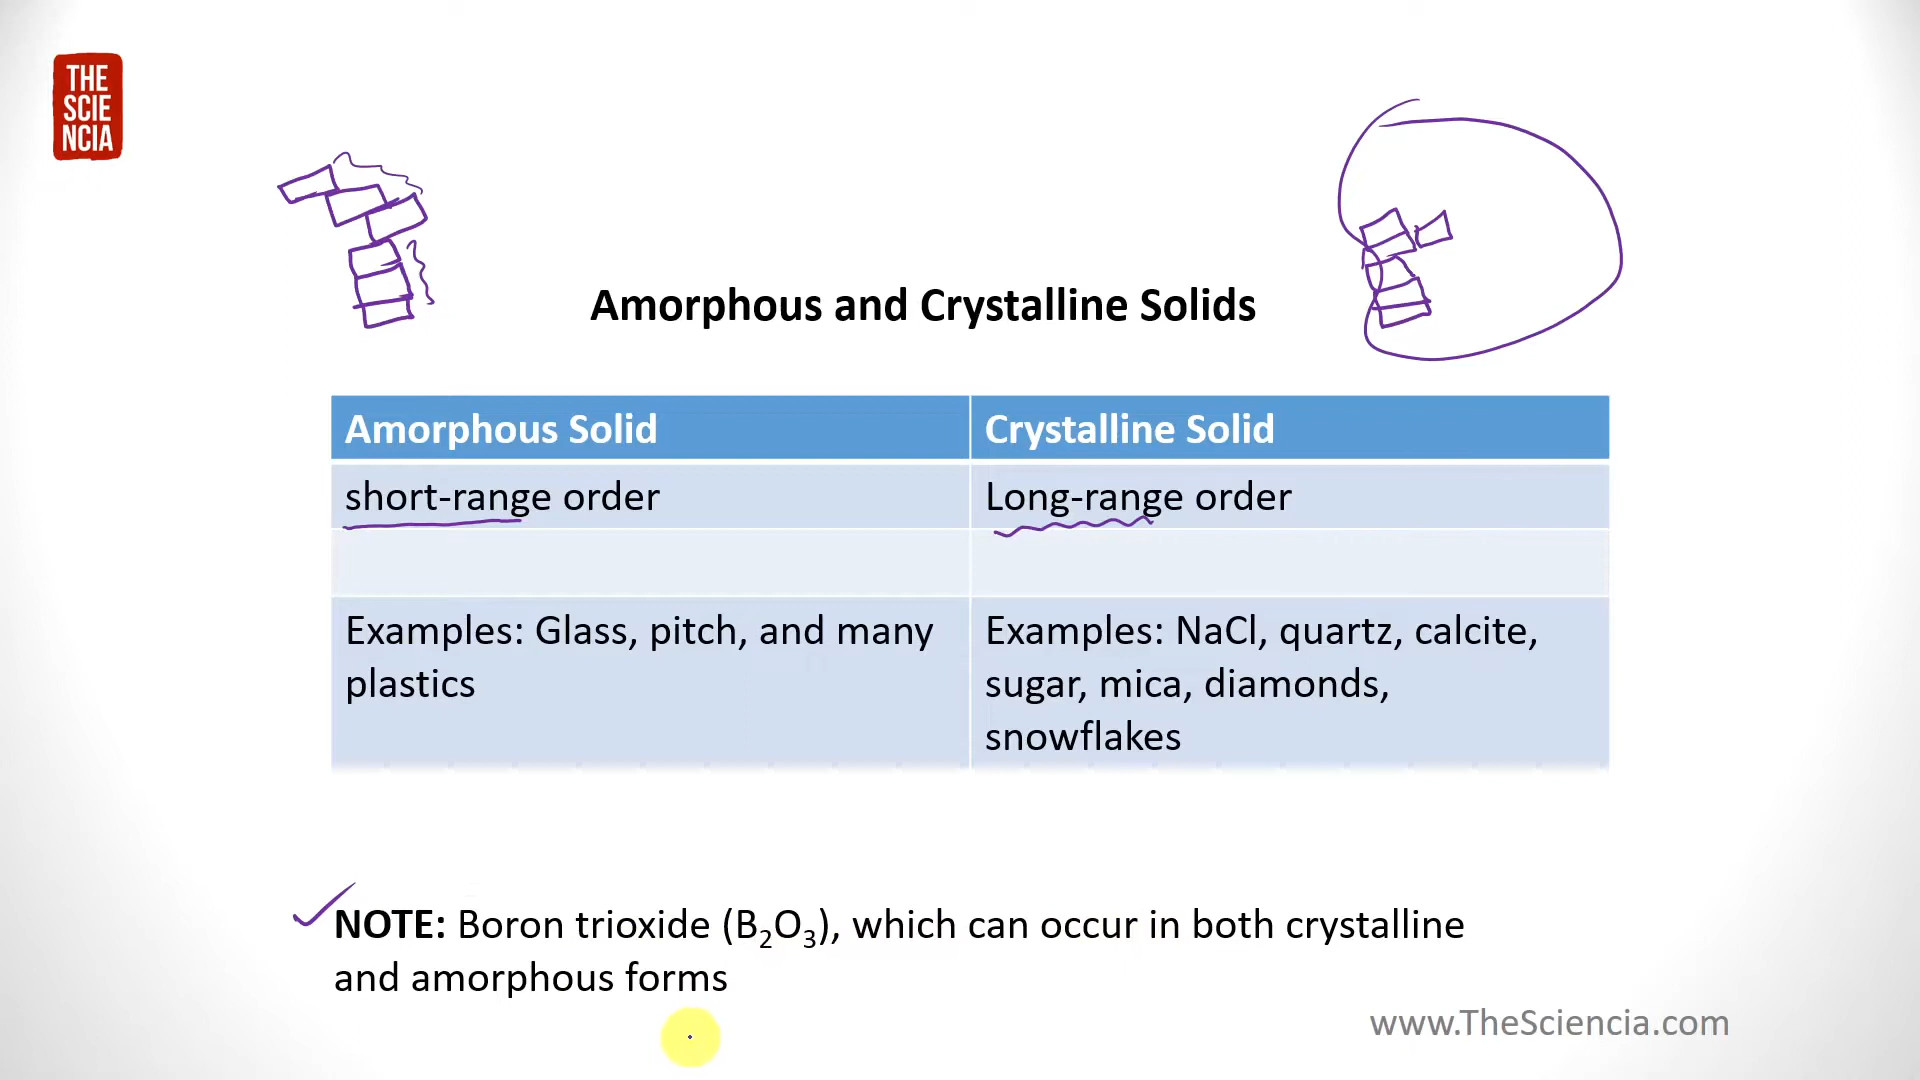 THE
SCIE
NCIA
Amorphous and Crystalline Solids
Amorphous Solid
Crystalline Solid
short-range order
Long-range order
Examples: Glass, pitch, and many
plastics
Examples: NaCl, quartz, calcite,
sugar, mica, diamonds,
snowflakes
NOTE: Boron trioxide (B₂O₃), which can occur in both crystalline
and amorphous forms
www.TheSciencia.com